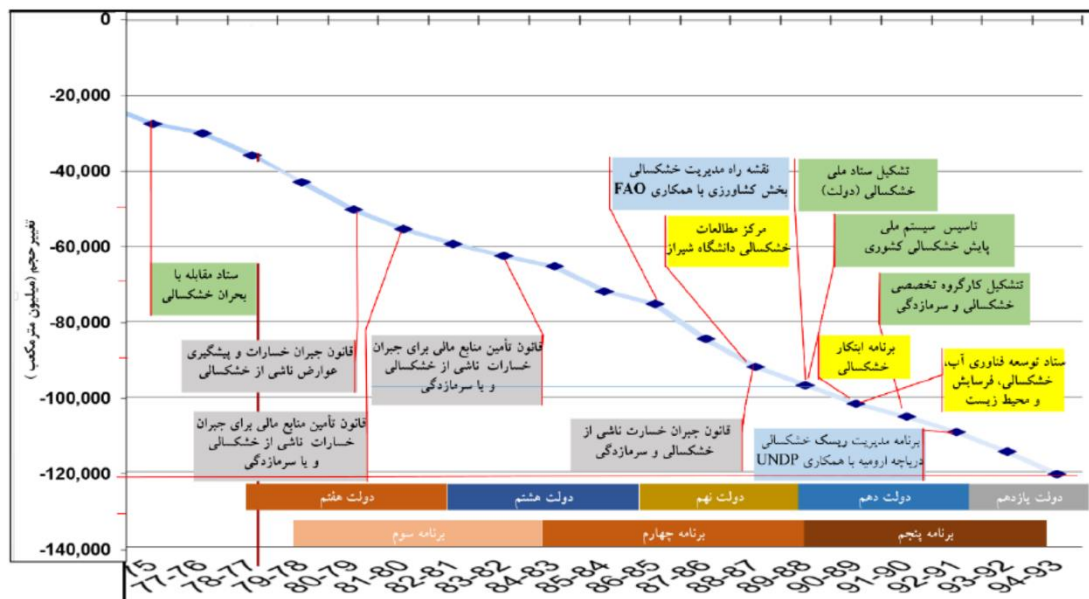 0
-20,000
-40,000
-60,000
-80,000
-100,000
-120,000
-140,000
تغییر حجم (میلیون مترمکعب)
نقشه راه مدیریت خشکسالی
بخش کشاورزی با همکاری FAO
تشکیل ستاد ملی
خشکسالی (دولت)
مرکز مطالعات
خشکسالی دانشگاه شیراز
تاسیس سیستم ملی
پایش خشکسالی کشوری
ستاد مقابله با
بحران خشکسالی
تتشکیل کارگروه تخصصی
خشکسالی و سرمازدگی
قانون جبران خسارات و پیشگیری
عوارض ناشی از خشکسالی
قانون تأمین منابع مالی برای جبران
خسارات ناشی از خشکسالی
و یا سرمازدگی
برنامه ابتکار
خشکسالی
ستاد توسعه فناوری آب،
خشکسالی، فرسایش
و محیط زیست
قانون تأمین منابع مالی برای جبران
خسارات ناشی از خشکسالی
و یا سرمازدگی
قانون جبران خسارت ناشی از
خشکسالی و سرمازدگی
برنامه مدیریت ریسک خشکسالی
دریاچه ارومیه با همکاری UNDP
دولت هفتم
دولت هشتم
دولت نهم
دولت دهم
دولت یازدهم
برنامه سوم
برنامه چهارم
برنامه پنجم
15
77-76
78-77
79-78
80-79
81-80
82-81
83-82
84-83
85-84
86-85
87-86
88-87
89-88
90-89
91-90
92-91
93-92
94-93